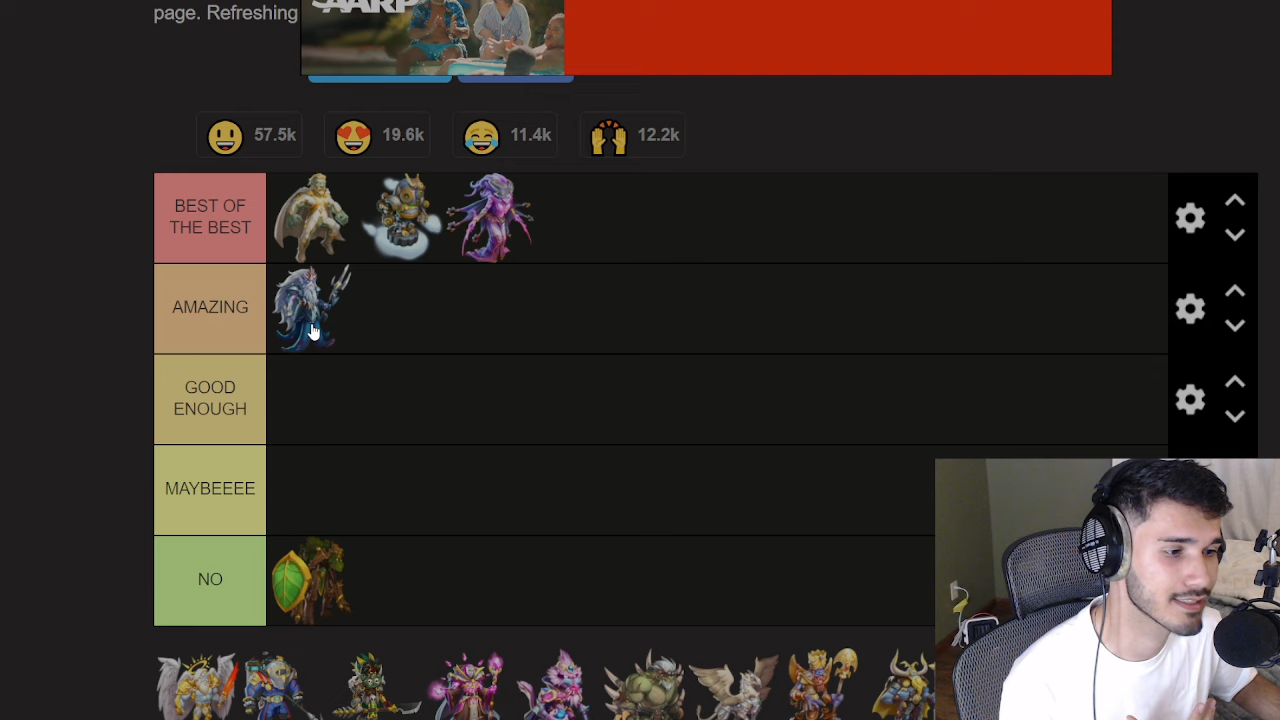 page. Refreshing
AARP
57.5k
19.6k
11.4k
12.2k
BEST OF
THE BEST
AMAZING
GOOD
ENOUGH
MAYBEEEE
NO